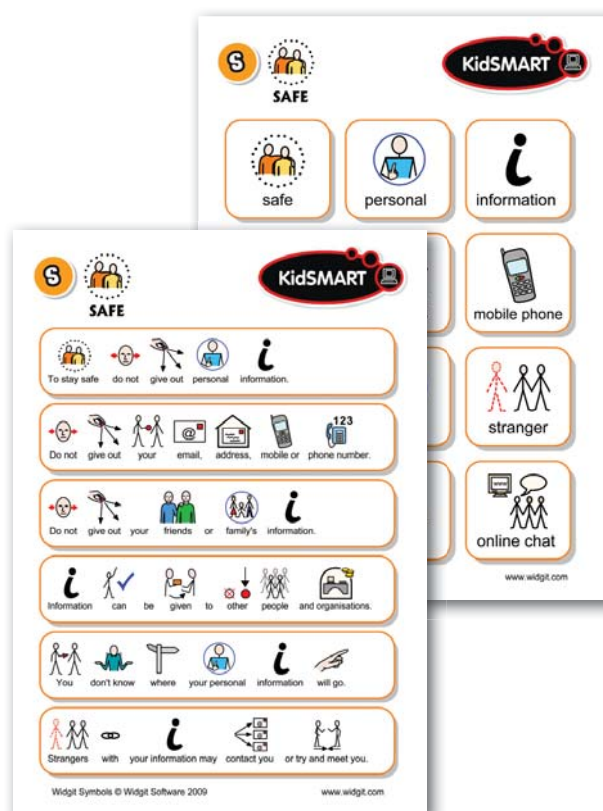 S
SAFE
KidSMART
safe
personal
information
mobile phone
stranger
www
online chat
www.widgit.com
S
SAFE
KidSMART
To stay safe do not give out personal information.
@
123
Do not give out your email, address, mobile or phone number.
Do not give out your friends or family's information.
Information can be given to other people and organisations.
You don't know where your personal information will go.
Strangers with your information may contact you or try and meet you.
Widgit Symbols © Widgit Software 2009
www.widgit.com